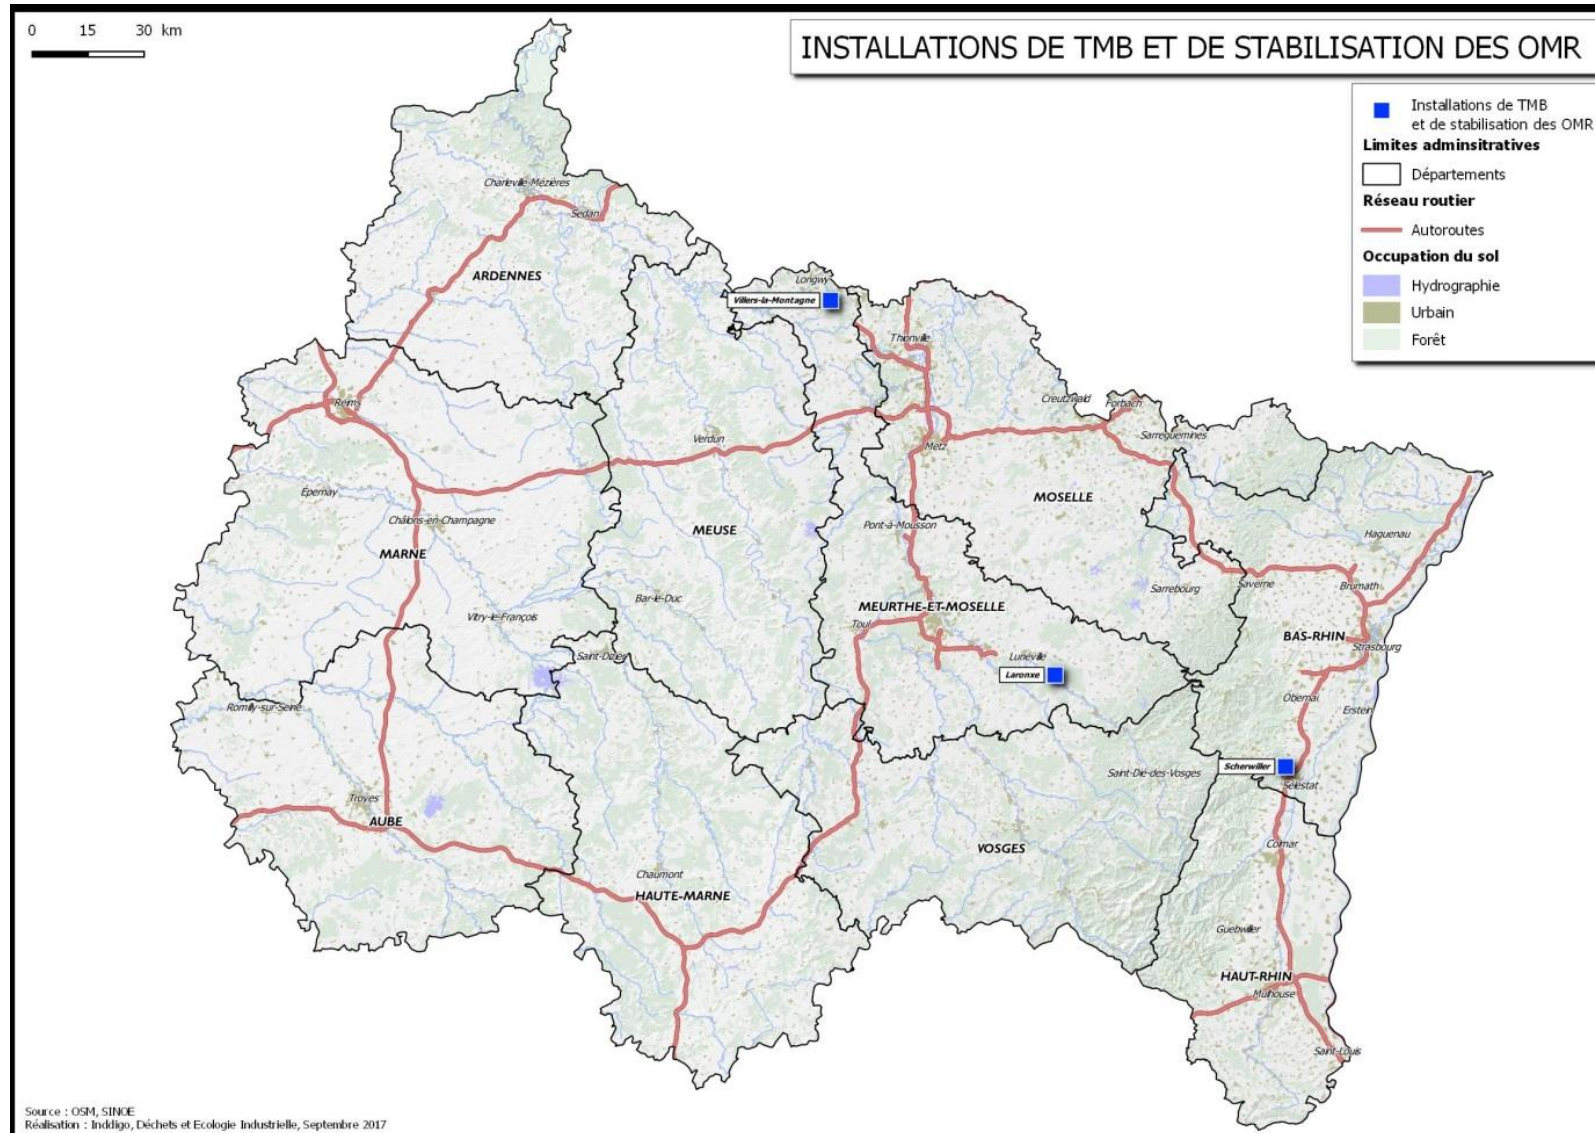 0 15 30 km
INSTALLATIONS DE TMB ET DE STABILISATION DES OMR
Installations de TMB
et de stabilisation des OMR
Limites adminsitratives
Départements
Réseau routier
Autoroutes
Occupation du sol
Hydrographie
Urbain
Forêt
Charleville-Mézières
Sedan
ARDENNES
Longwy
Villers-la-Montagne
Thionville
Reims
Creutzwald
Forbach
Sarreguemines
Verdun
Metz
Épernay
MOSELLE
Châlons-en-Champagne
Pont-à-Mousson
MEUSE
Haguenau
MARNE
Saverne
Brumath
Sarrebourg
Bar-le-Duc
MEURTHE-ET-MOSELLE
Vitry-le-François
Toul
BAS-RHIN
Strasbourg
Saint-Dizier
Lunéville
Laronxe
Obernai
Romilly-sur-Seine
Erstein
Scherwiller
Saint-Dié-des-Vosges
Sélestat
Troyes
AUBE
VOSGES
Colmar
Chaumont
HAUTE-MARNE
Guebwiller
HAUT-RHIN
Mulhouse
Saint-Louis
Source : OSM, SINOE
Réalisation : Inddigo, Déchets et Ecologie Industrielle, Septembre 2017